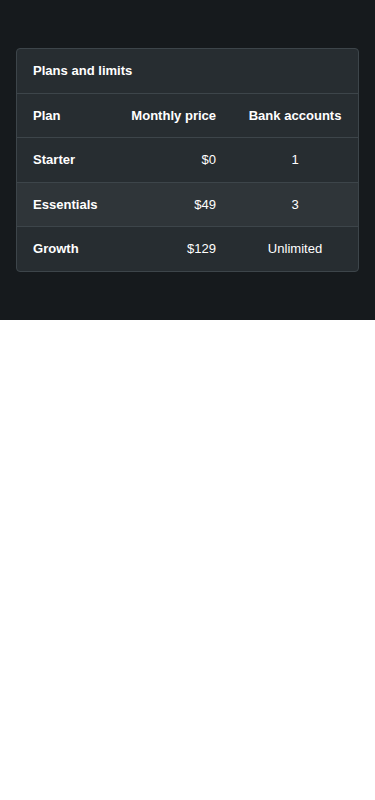 Plans and limits
Plan Monthly price Bank accounts
Starter $0 1
Essentials $49 3
Growth $129 Unlimited